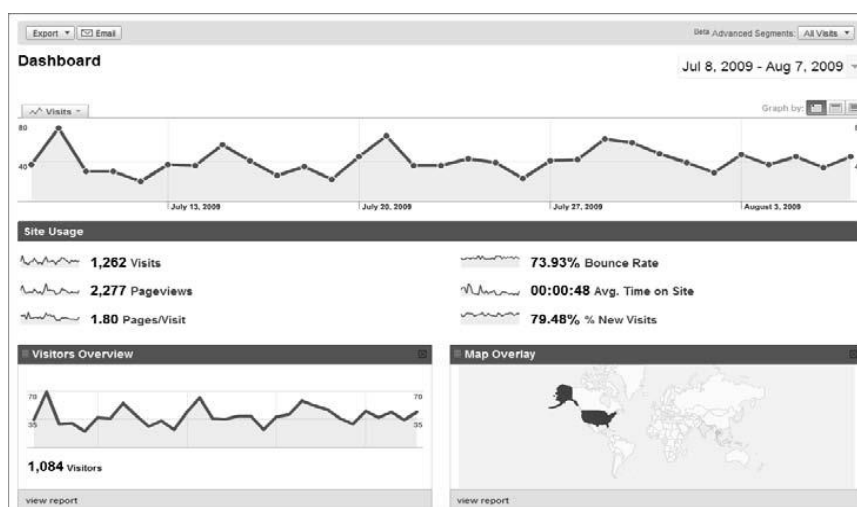 Export Email Beta Advanced Segments: All Visits
Dashboard
Jul 8, 2009 - Aug 7, 2009
Visits Graph by:
80
40
July 13, 2009 July 20, 2009 July 27, 2009 August 3, 2009
Site Usage
1,262 Visits 73.93% Bounce Rate
2,277 Pageviews 00:00:48 Avg. Time on Site
1.80 Pages/Visit 79.48% % New Visits
Visitors Overview Map Overlay
70 70
35 35
1,084 Visitors
view report view report